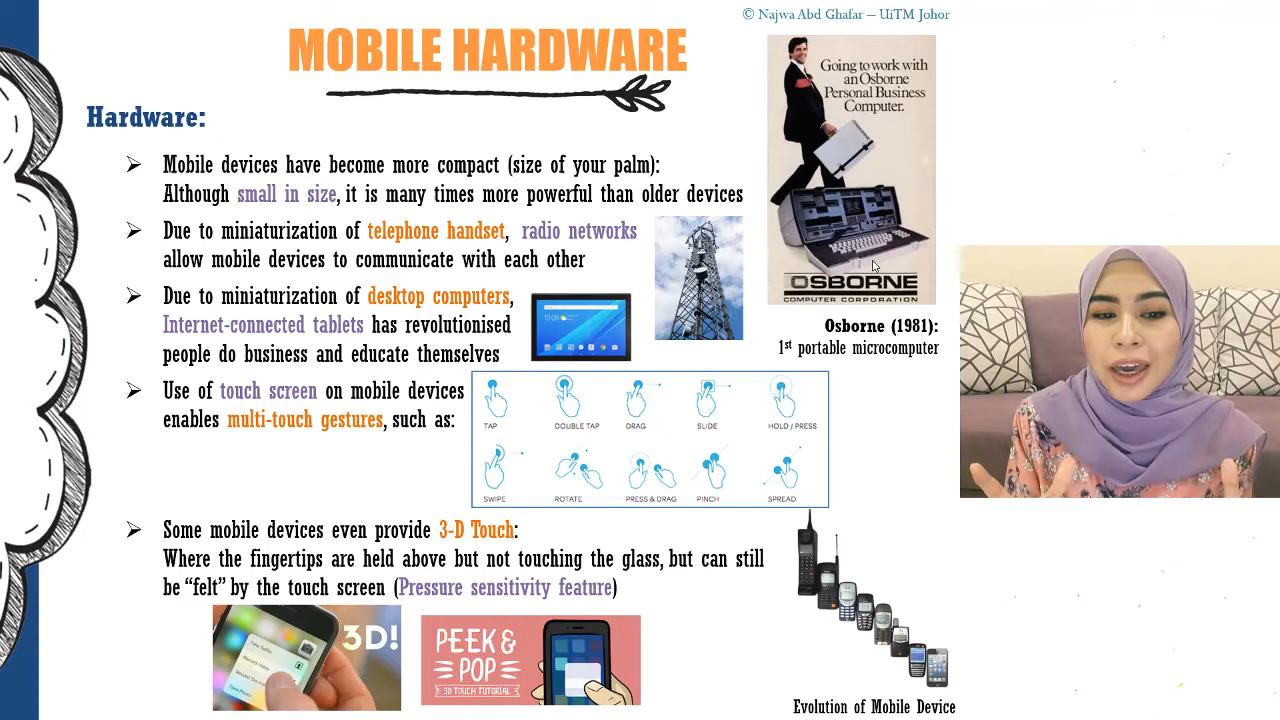 © Najwa Abd Ghafar – UiTM Johor
MOBILE HARDWARE
Hardware:
Mobile devices have become more compact (size of your palm):
Although small in size, it is many times more powerful than older devices
Due to miniaturization of telephone handset, radio networks
allow mobile devices to communicate with each other
Due to miniaturization of desktop computers,
Internet-connected tablets has revolutionised
people do business and educate themselves
Use of touch screen on mobile devices
enables multi-touch gestures, such as:
TAP
DOUBLE TAP
DRAG
SLIDE
HOLD / PRESS
SWIPE
ROTATE
PRESS & DRAG
PINCH
SPREAD
Some mobile devices even provide 3-D Touch:
Where the fingertips are held above but not touching the glass, but can still
be “felt” by the touch screen (Pressure sensitivity feature)
Take Selfie
Record Video
Take Photo
3D!
PEEK &
POP
3D TOUCH TUTORIAL
Going to work with
an Osborne
Personal Business
Computer.
OSBORNE
COMPUTER CORPORATION
Osborne (1981):
1st portable microcomputer
Evolution of Mobile Device